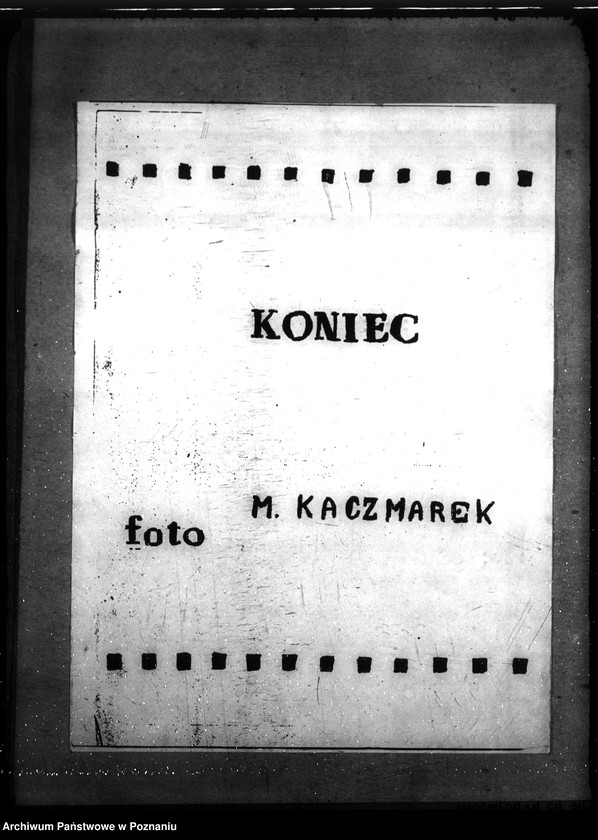 KONIEC
M. KACZMAREK
foto
Archiwum Państwowe w Poznaniu